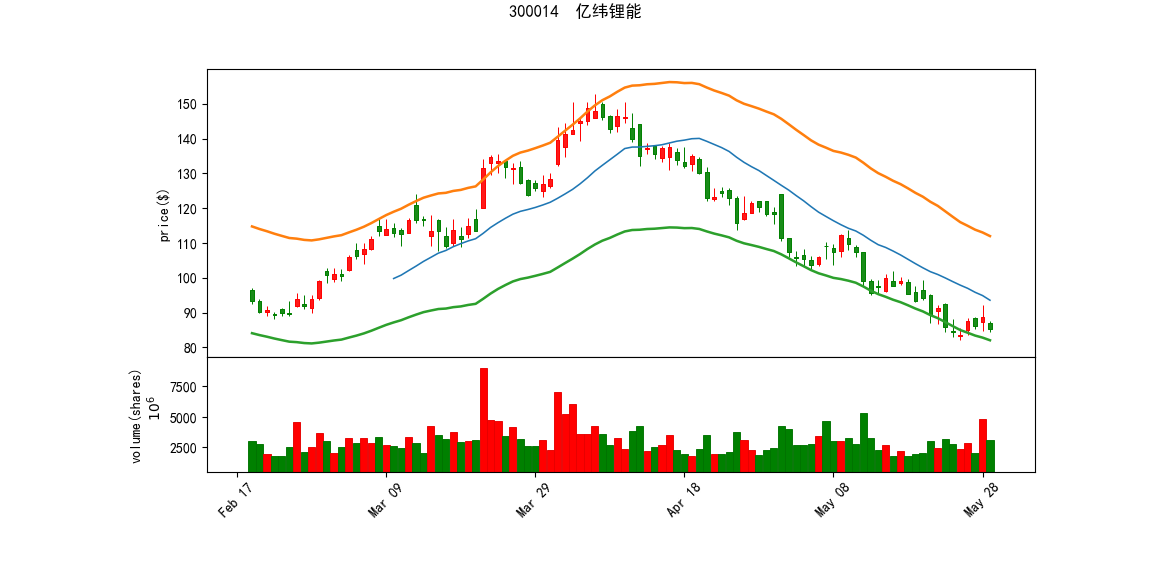 300014 亿纬锂能
price($)
150
140
130
120
110
100
90
80
volume(shares)
10^6
7500
5000
2500
Feb 17
Mar 09
Mar 29
Apr 18
May 08
May 28